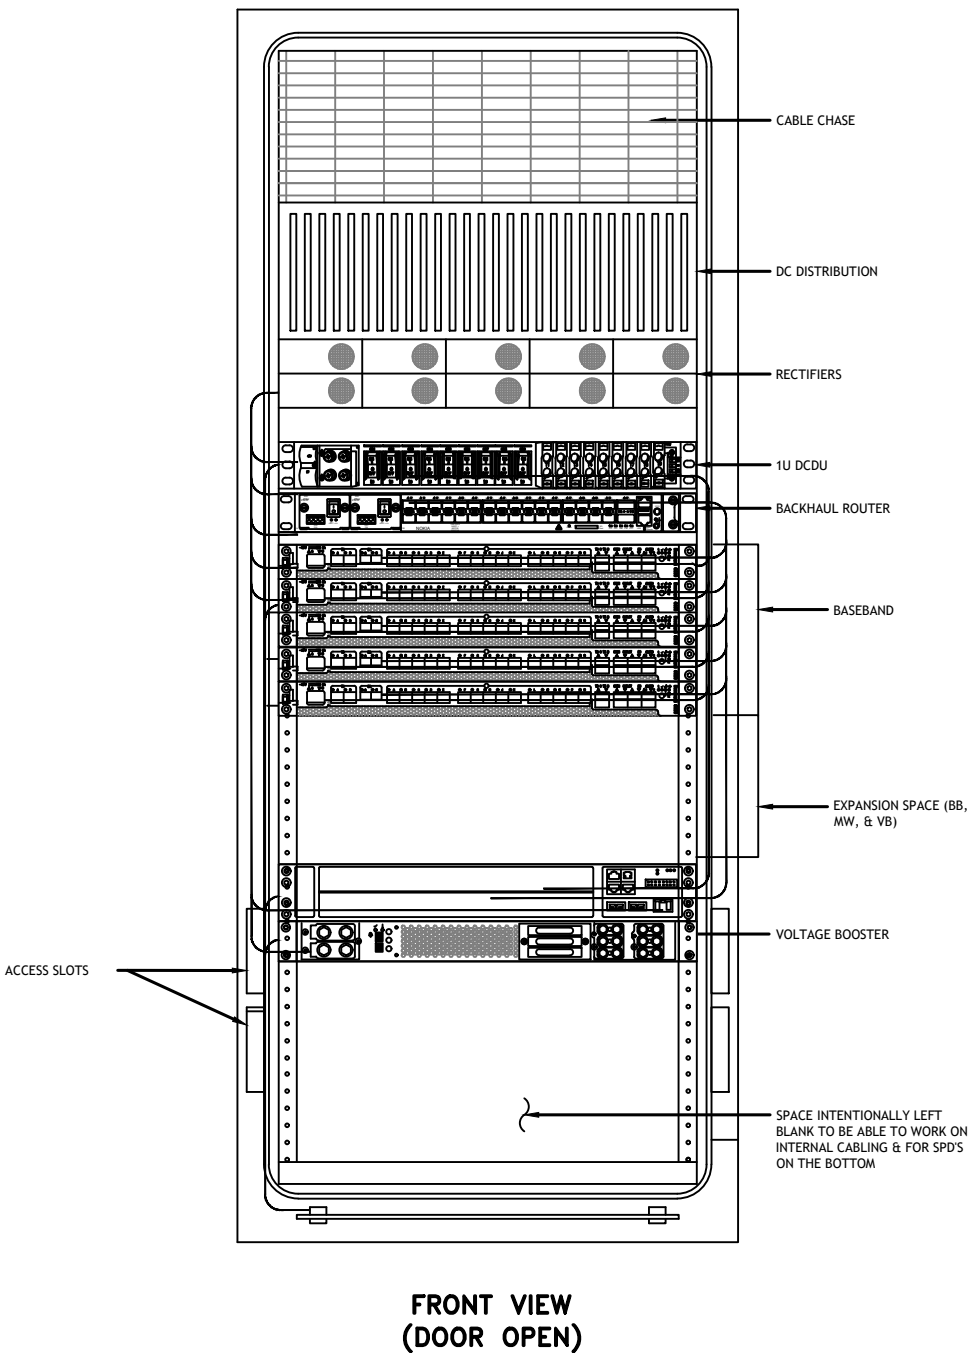 CABLE CHASE
DC DISTRIBUTION
RECTIFIERS
1U DCDU
BACKHAUL ROUTER
NOKIA
BASEBAND
EXPANSION SPACE (BB,
MW, & VB)
VOLTAGE BOOSTER
ACCESS SLOTS
SPACE INTENTIONALLY LEFT
BLANK TO BE ABLE TO WORK ON
INTERNAL CABLING & FOR SPD'S
ON THE BOTTOM
FRONT VIEW
(DOOR OPEN)